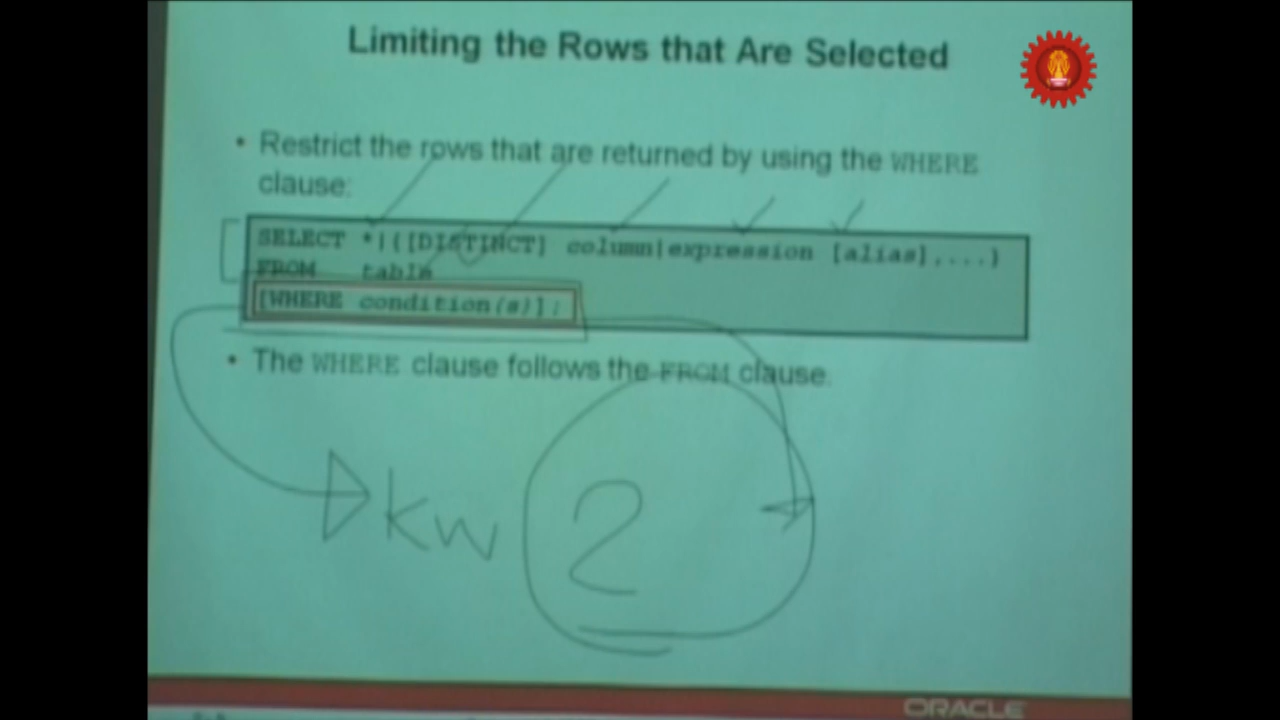 Limiting the Rows that Are Selected
• Restrict the rows that are returned by using the WHERE
clause:
SELECT *|{[DISTINCT] column|expression [alias],...}
FROM table
[WHERE condition(s)];
• The WHERE clause follows the FROM clause.
kw 2
ORACLE